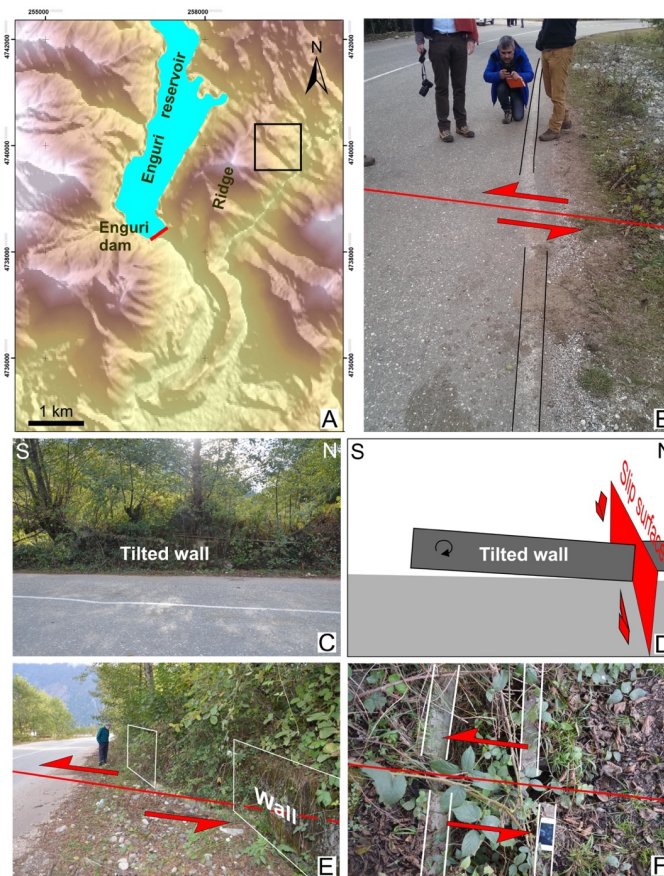 255000
258000
4742000
4742000
N
Enguri reservoir
4740000
4740000
Ridge
Enguri
dam
4738000
4738000
4736000
4736000
1 km
A
B
S
N
Tilted wall
C
S
N
Slip surface
Tilted wall
D
Wall
E
F